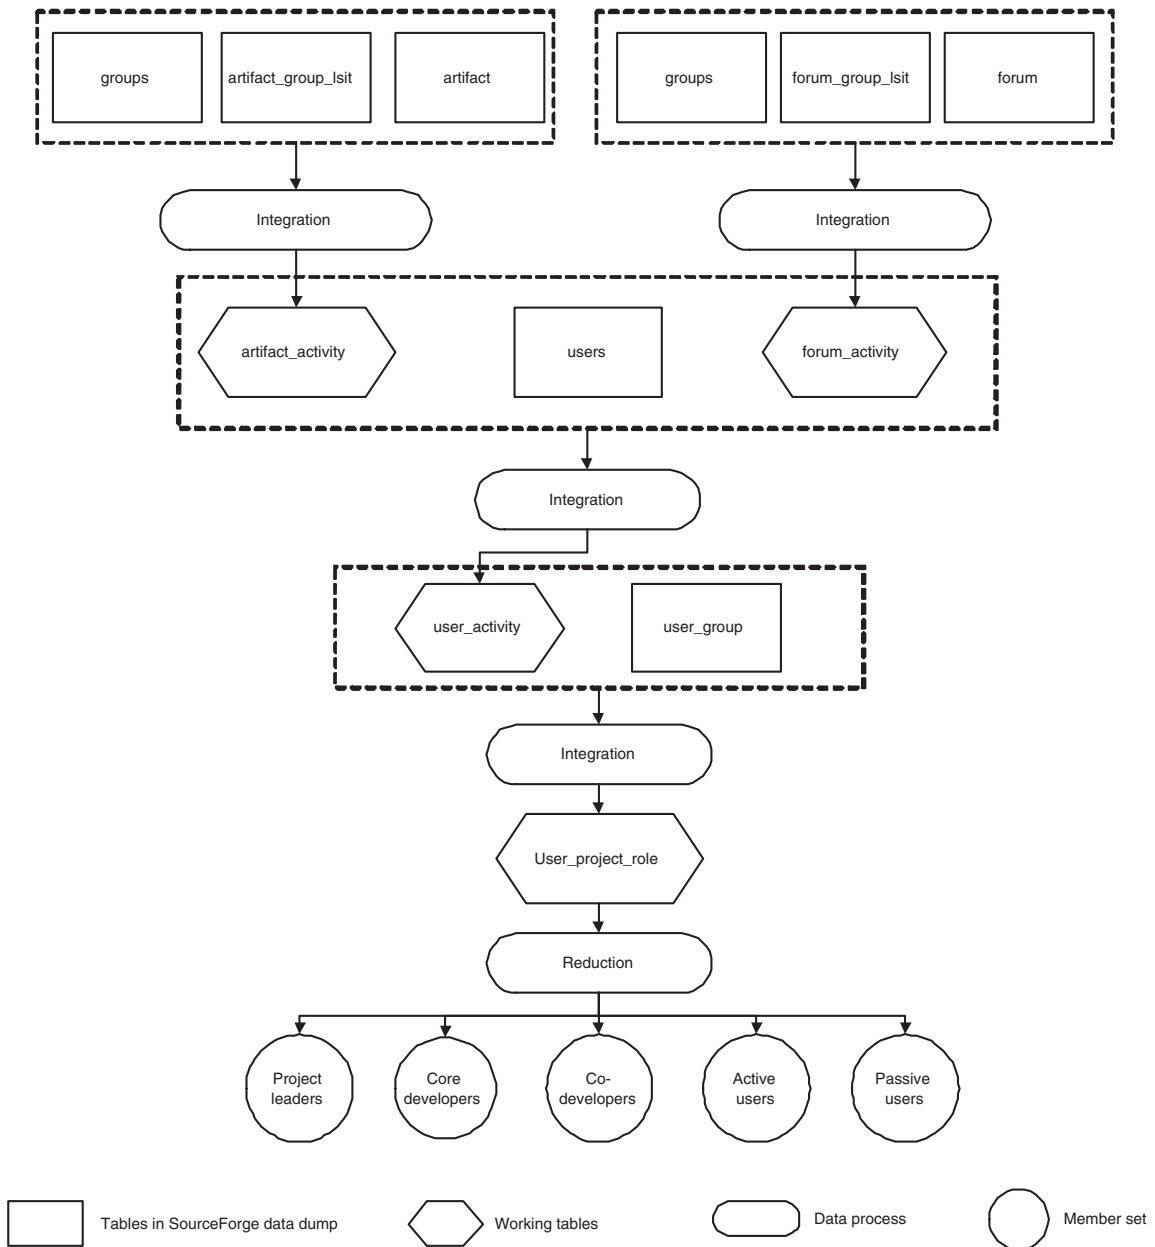 groups
artifact_group_lsit
artifact
groups
forum_group_lsit
forum
Integration
Integration
artifact_activity
users
forum_activity
Integration
user_activity
user_group
Integration
User_project_role
Reduction
Project
leaders
Core
developers
Co-
developers
Active
users
Passive
users
Tables in SourceForge data dump
Working tables
Data process
Member set